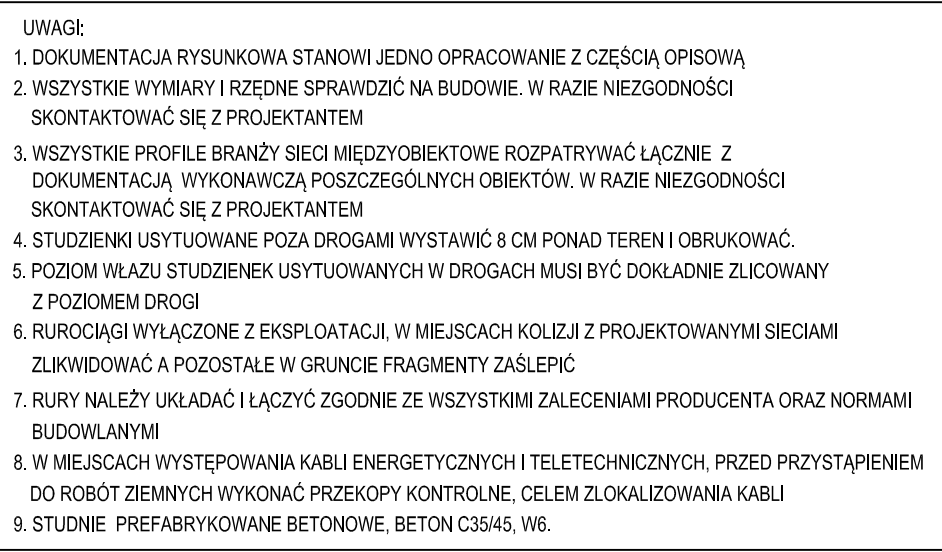 UWAGI:
1. DOKUMENTACJA RYSUNKOWA STANOWI JEDNO OPRACOWANIE Z CZĘŚCIĄ OPISOWĄ
2. WSZYSTKIE WYMIARY I RZĘDNE SPRAWDZIĆ NA BUDOWIE. W RAZIE NIEZGODNOŚCI
SKONTAKTOWAĆ SIĘ Z PROJEKTANTEM
3. WSZYSTKIE PROFILE BRANŻY SIECI MIĘDZYOBIEKTOWE ROZPATRYWAĆ ŁĄCZNIE Z
DOKUMENTACJĄ WYKONAWCZĄ POSZCZEGÓLNYCH OBIEKTÓW. W RAZIE NIEZGODNOŚCI
SKONTAKTOWAĆ SIĘ Z PROJEKTANTEM
4. STUDZIENKI USYTUOWANE POZA DROGAMI WYSTAWIĆ 8 CM PONAD TEREN I OBRUKOWAĆ.
5. POZIOM WŁAZU STUDZIENEK USYTUOWANYCH W DROGACH MUSI BYĆ DOKŁADNIE ZLICOWANY
Z POZIOMEM DROGI
6. RUROCIĄGI WYŁĄCZONE Z EKSPLOATACJI, W MIEJSCACH KOLIZJI Z PROJEKTOWANYMI SIECIAMI
ZLIKWIDOWAĆ A POZOSTAŁE W GRUNCIE FRAGMENTY ZAŚLEPIĆ
7. RURY NALEŻY UKŁADAĆ I ŁĄCZYĆ ZGODNIE ZE WSZYSTKIMI ZALECENIAMI PRODUCENTA ORAZ NORMAMI
BUDOWLANYMI
8. W MIEJSCACH WYSTĘPOWANIA KABLI ENERGETYCZNYCH I TELETECHNICZNYCH, PRZED PRZYSTĄPIENIEM
DO ROBÓT ZIEMNYCH WYKONAĆ PRZEKOPY KONTROLNE, CELEM ZLOKALIZOWANIA KABLI
9. STUDNIE PREFABRYKOWANE BETONOWE, BETON C35/45, W6.